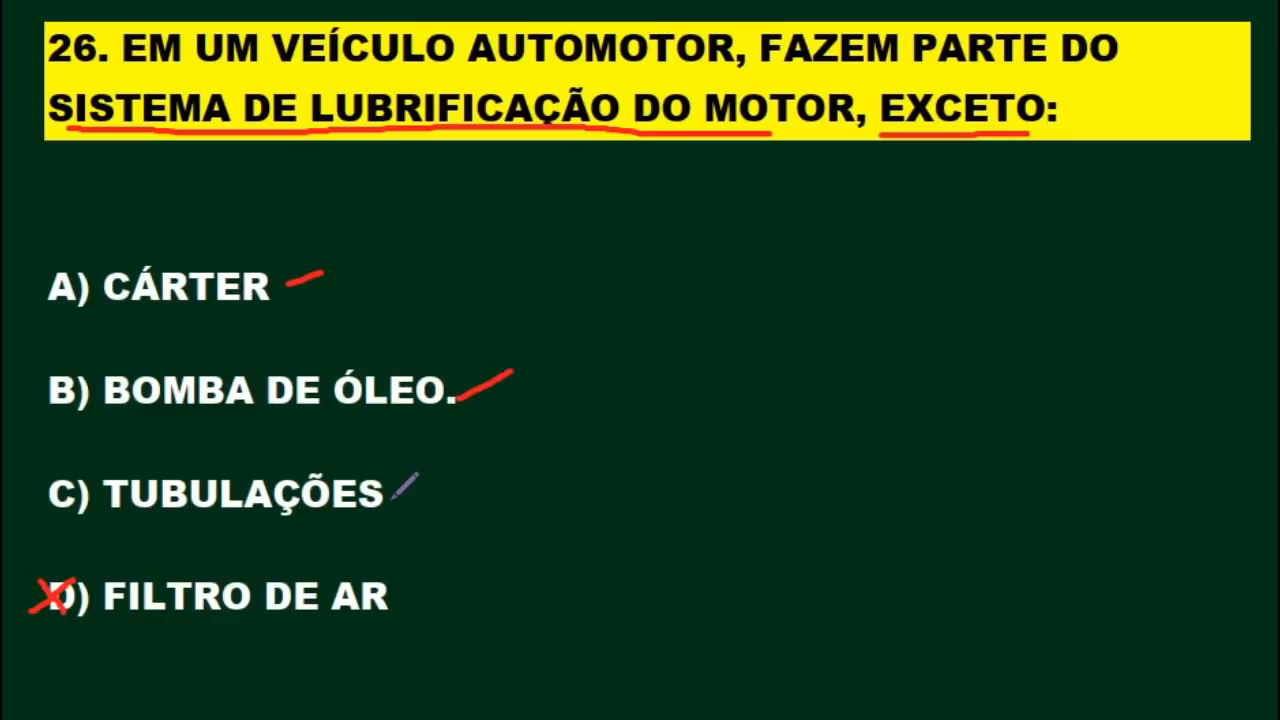 26. EM UM VEÍCULO AUTOMOTOR, FAZEM PARTE DO
SISTEMA DE LUBRIFICAÇÃO DO MOTOR, EXCETO:
A) CÁRTER
B) BOMBA DE ÓLEO.
C) TUBULAÇÕES
D) FILTRO DE AR